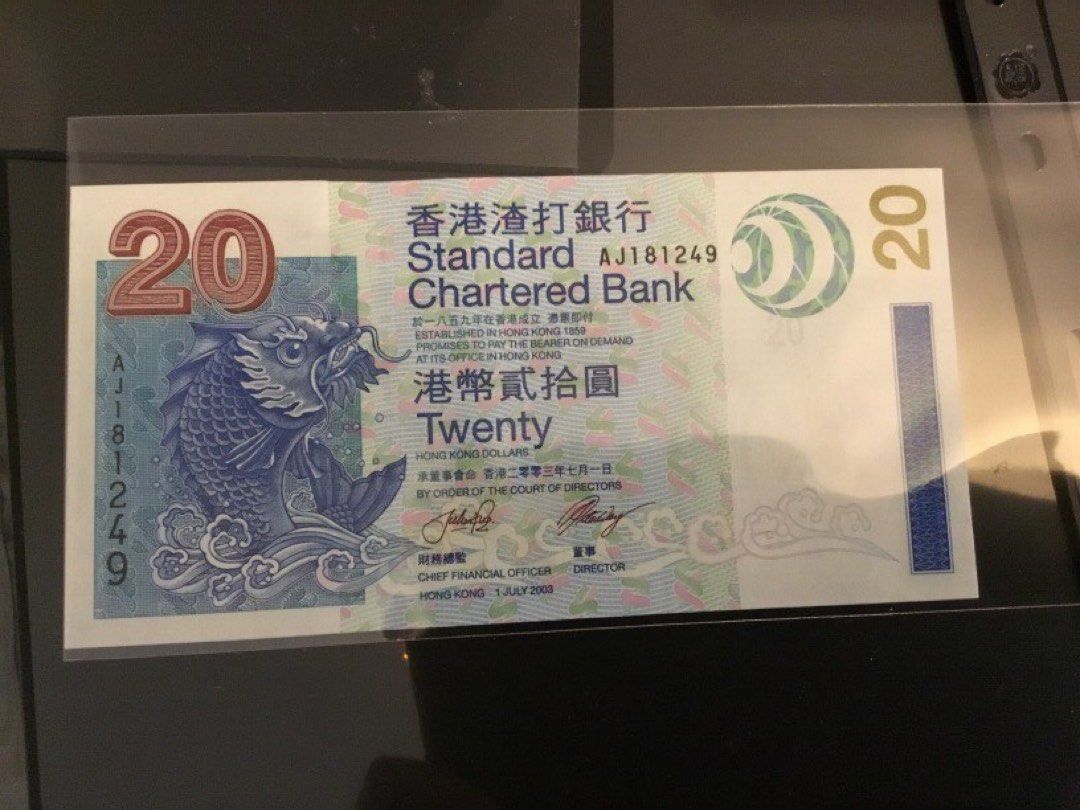 20
香港渣打銀行
Standard
Chartered Bank
AJ181249
20
於一八五九年在香港成立 憑票即付
ESTABLISHED IN HONG KONG 1859
PROMISES TO PAY THE BEARER ON DEMAND
AT ITS OFFICE IN HONG KONG
港幣貳拾圓
Twenty
HONG KONG DOLLARS
承董事會命 香港二零零三年七月一日
BY ORDER OF THE COURT OF DIRECTORS
財務總監
CHIEF FINANCIAL OFFICER
董事
DIRECTOR
HONG KONG 1 JULY 2003
AJ181249
20